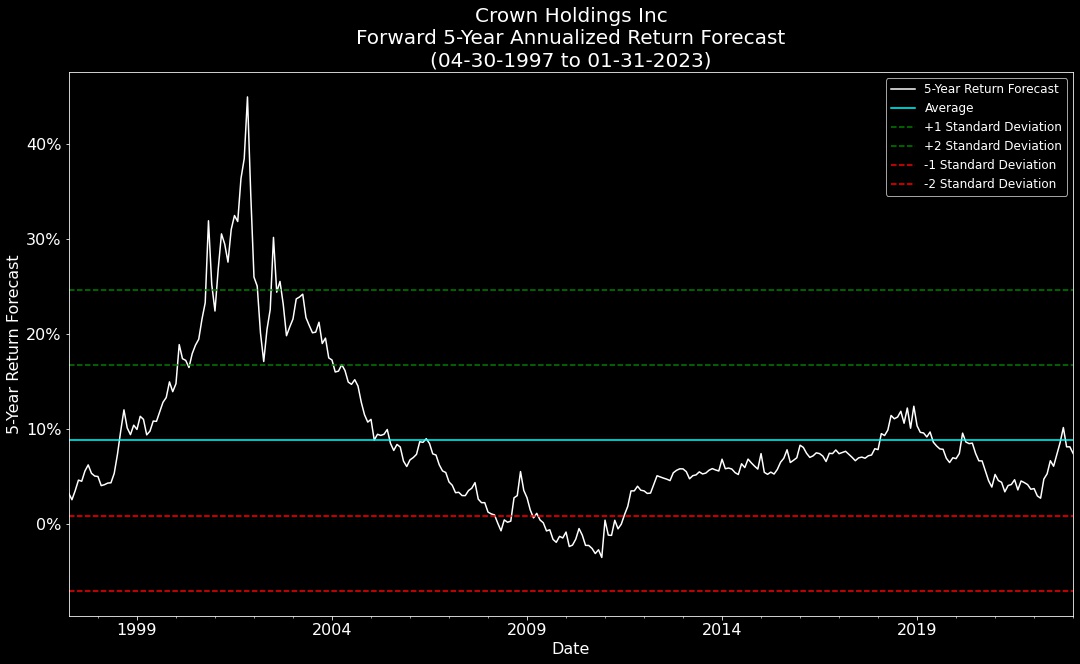 Crown Holdings Inc
Forward 5-Year Annualized Return Forecast
(04-30-1997 to 01-31-2023)
5-Year Return Forecast
Average
+1 Standard Deviation
+2 Standard Deviation
-1 Standard Deviation
-2 Standard Deviation
40%
30%
20%
10%
0%
5-Year Return Forecast
1999
2004
2009
2014
2019
Date